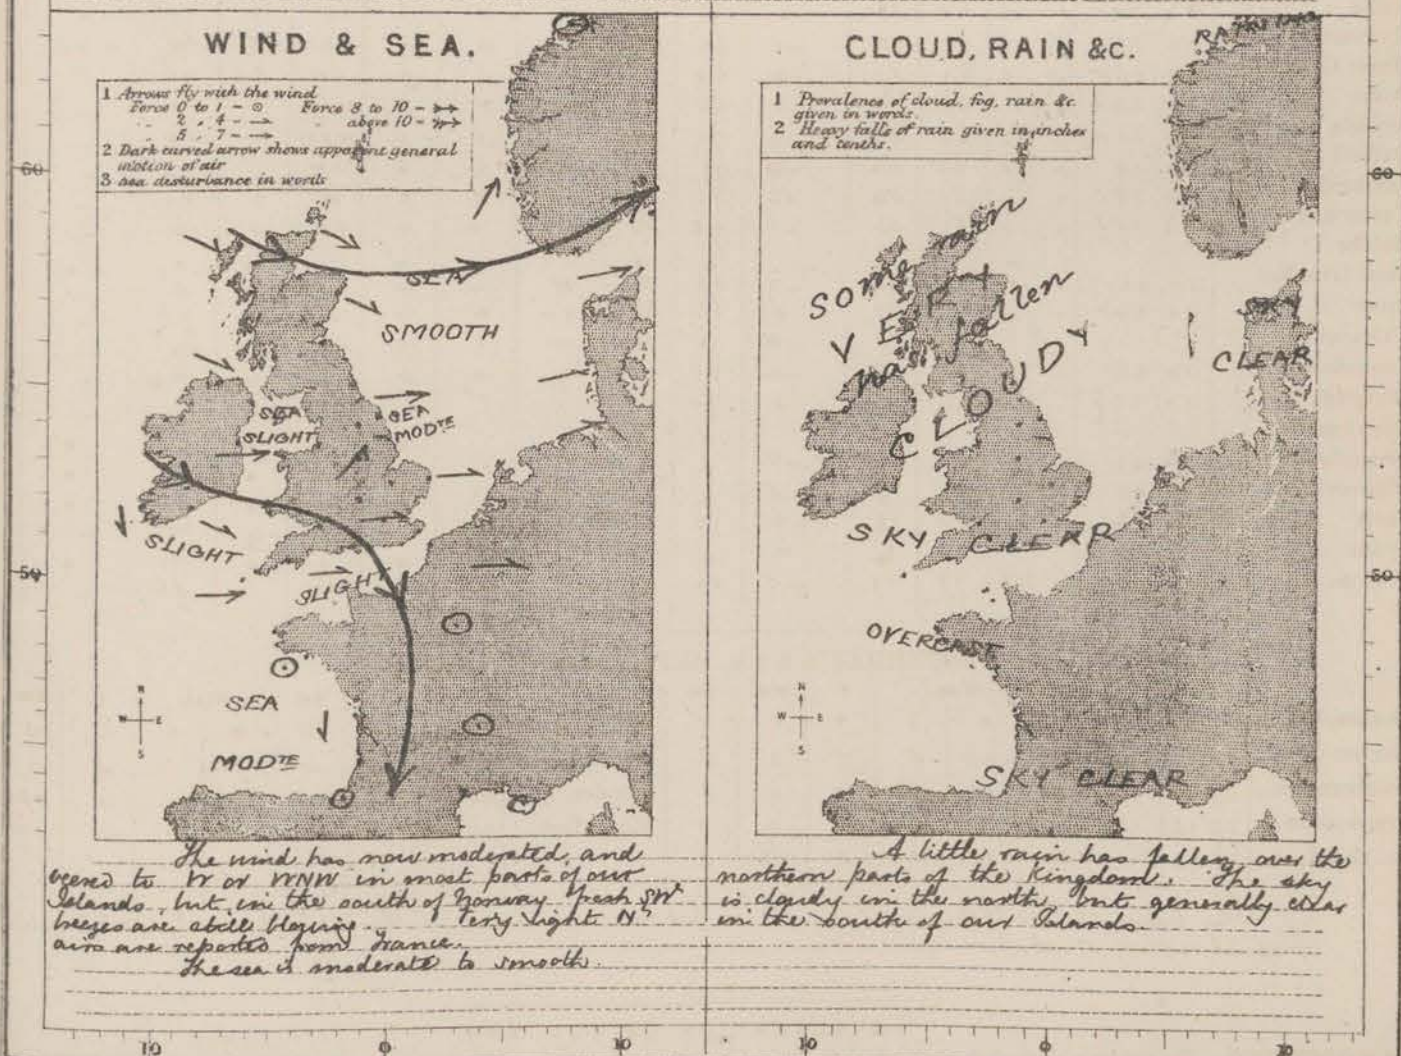 WIND & SEA.
1 Arrows fly with the wind
Force 0 to 1 - ⊙ Force 8 to 10 - ↣
" 2 " 4 - → " above 10 -
" 5 " 7 - →
2 Dark curved arrow shows apparent general
motion of air
3 Sea disturbance in words
60
SEA
SMOOTH
SEA
SLIGHT
SEA
MODTE
SLIGHT
SLIGHT
50
SEA
MODTE
N
W E
S
The wind has now moderated, and
veered to W or WNW in most parts of our
Islands, but in the south of Norway fresh SWr
breezes are still blowing. Very light Nr
airs are reported from France.
The sea is moderate to smooth.
10 0 10
CLOUD, RAIN &c.
1 Prevalence of cloud, fog, rain &c.
given in words.
2 Heavy falls of rain given in inches
and tenths.
RAINING
60
Some rain
has fallen
VERY
CLOUDY
SKY
CLEAR
SKY CLEAR
OVERCAST
50
N
W E
S
SKY CLEAR
A little rain has fallen over the
northern parts of the Kingdom. The sky
is cloudy in the north, but generally clear
in the south of our Islands.
10 0 10